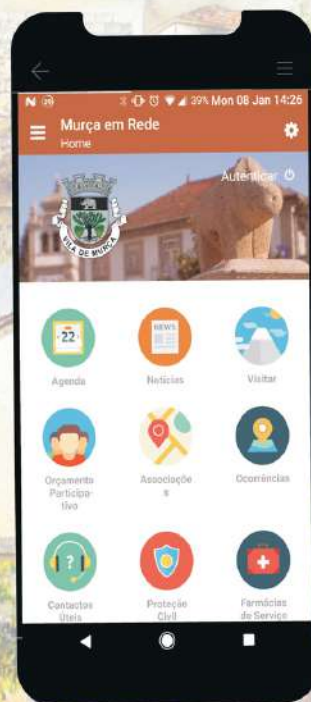 39% Mon 08 Jan 14:26
Murça em Rede
Home
Autenticar
VILA DE MURÇA
22
NEWS
Agenda
Notícias
Visitar
Orçamento
Participa-
tivo
Associaçõe
s
Ocorrências
?
Contactos
Úteis
Proteção
Civil
Farmácias
de Serviço